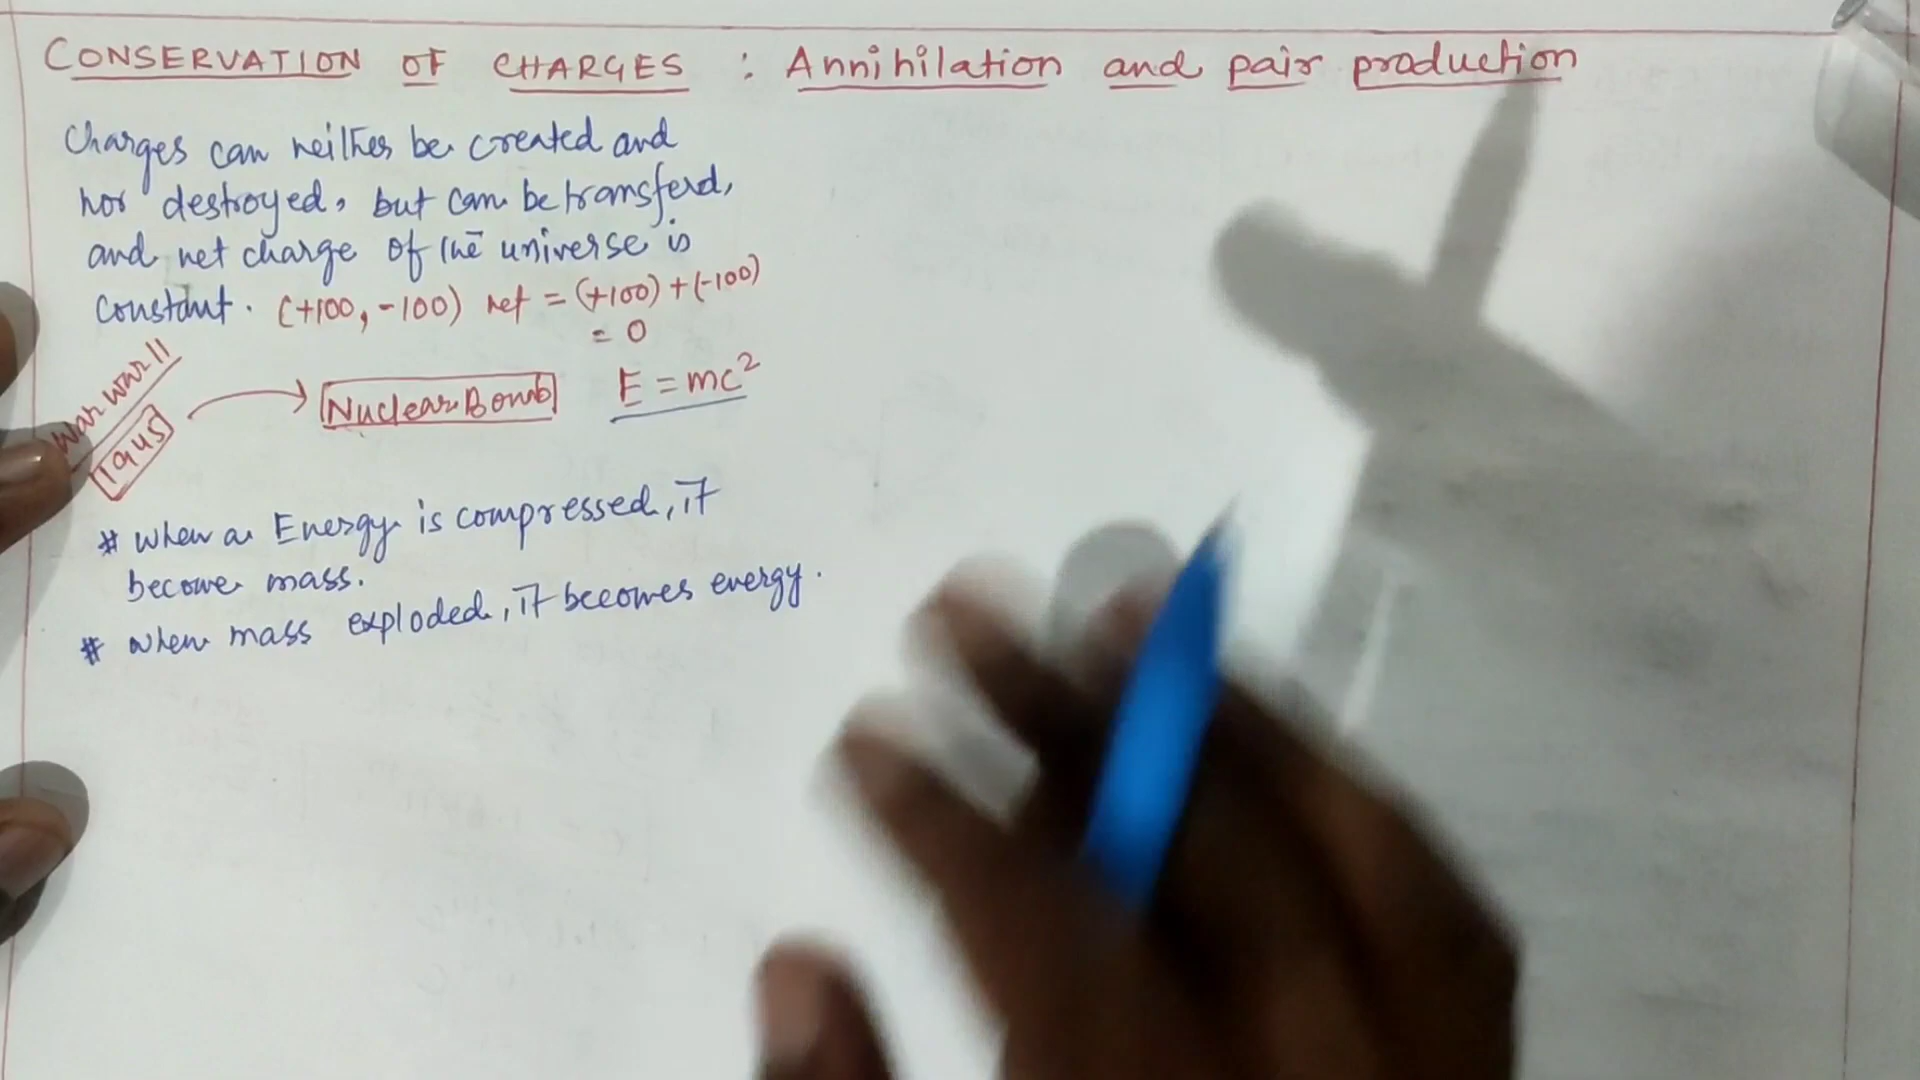 CONSERVATION OF CHARGES : Annihilation and pair production
Charges can neither be created and
nor destroyed, but can be transferd,
and net charge of the universe is
constant. (+100, -100) net = (+100) + (-100)
= 0
war war II
1945
Nuclear Bomb E = mc²
# when a Energy is compressed, it
become mass.
# when mass exploded, it becomes energy.